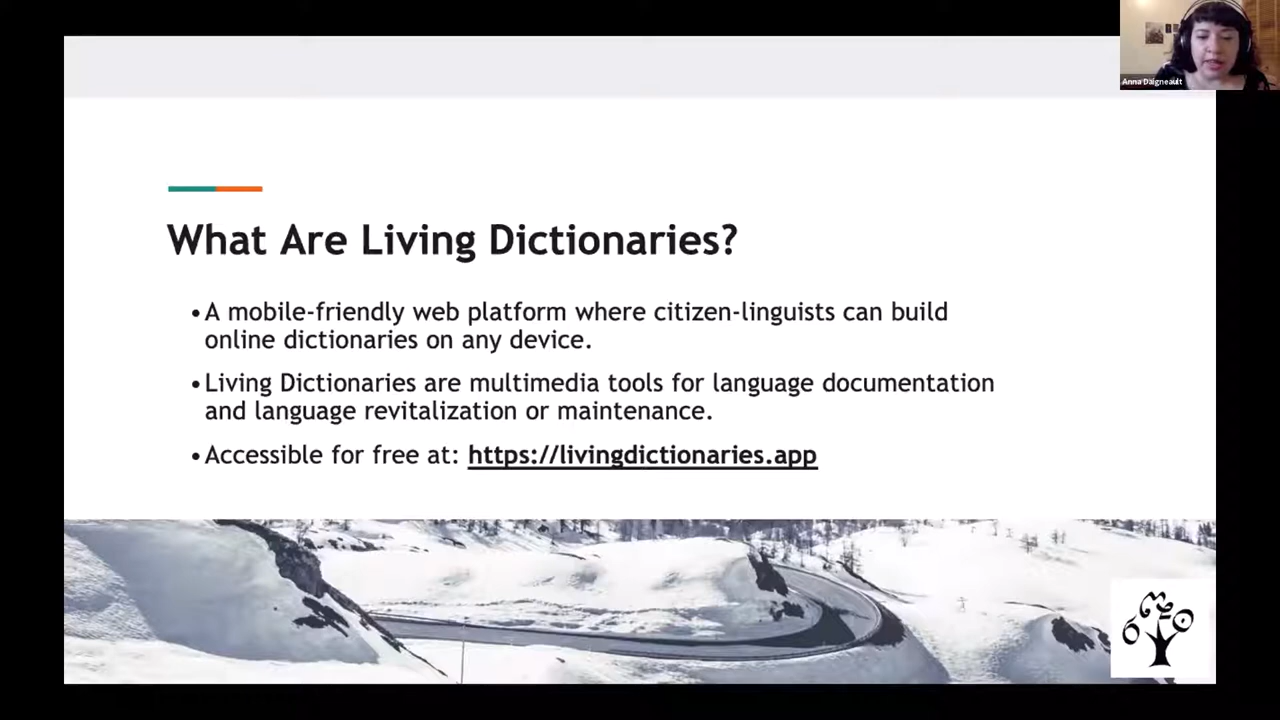 Anna Daigneault
What Are Living Dictionaries?
•A mobile-friendly web platform where citizen-linguists can build
online dictionaries on any device.
•Living Dictionaries are multimedia tools for language documentation
and language revitalization or maintenance.
•Accessible for free at: https://livingdictionaries.app